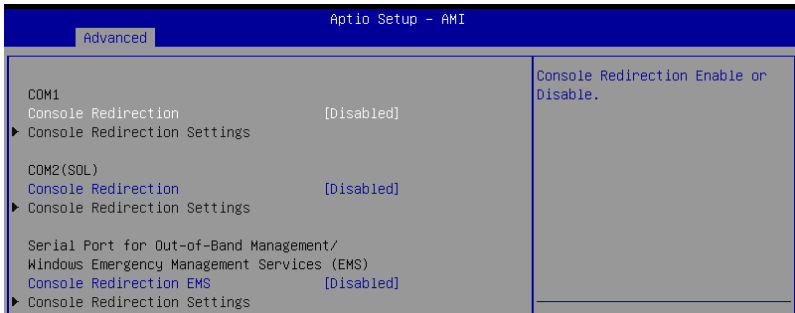 Aptio Setup – AMI
Advanced
COM1
Console Redirection [Disabled]
Console Redirection Settings
COM2(SOL)
Console Redirection [Disabled]
Console Redirection Settings
Serial Port for Out-of-Band Management/
Windows Emergency Management Services (EMS)
Console Redirection EMS [Disabled]
Console Redirection Settings
Console Redirection Enable or
Disable.